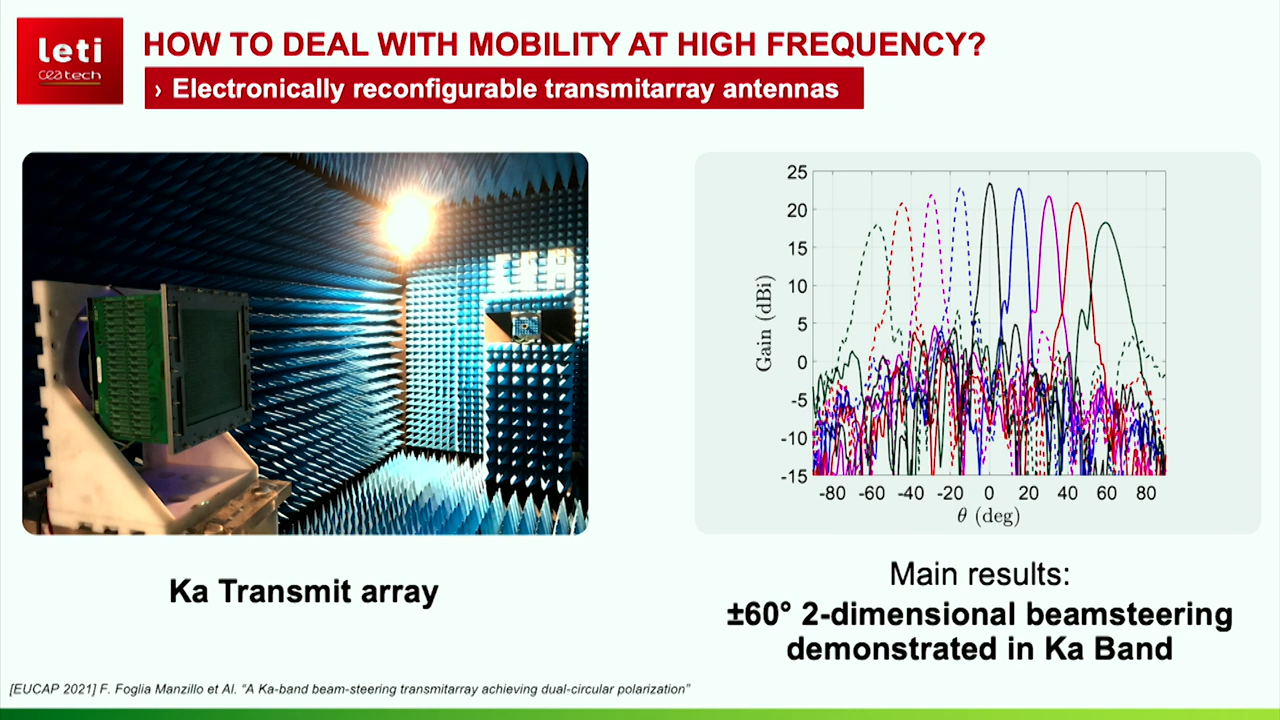 leti
ceatech
HOW TO DEAL WITH MOBILITY AT HIGH FREQUENCY?
› Electronically reconfigurable transmitarray antennas
25
20
15
10
5
0
-5
-10
-15
Gain (dBi)
-80 -60 -40 -20 0 20 40 60 80
θ (deg)
Ka Transmit array
Main results:
±60° 2-dimensional beamsteering
demonstrated in Ka Band
[EUCAP 2021] F. Foglia Manzillo et Al. “A Ka-band beam-steering transmitarray achieving dual-circular polarization”